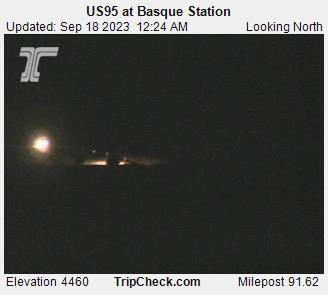 US95 at Basque Station
Updated: Sep 18 2023 12:24 AM Looking North
Elevation 4460 TripCheck.com Milepost 91.62